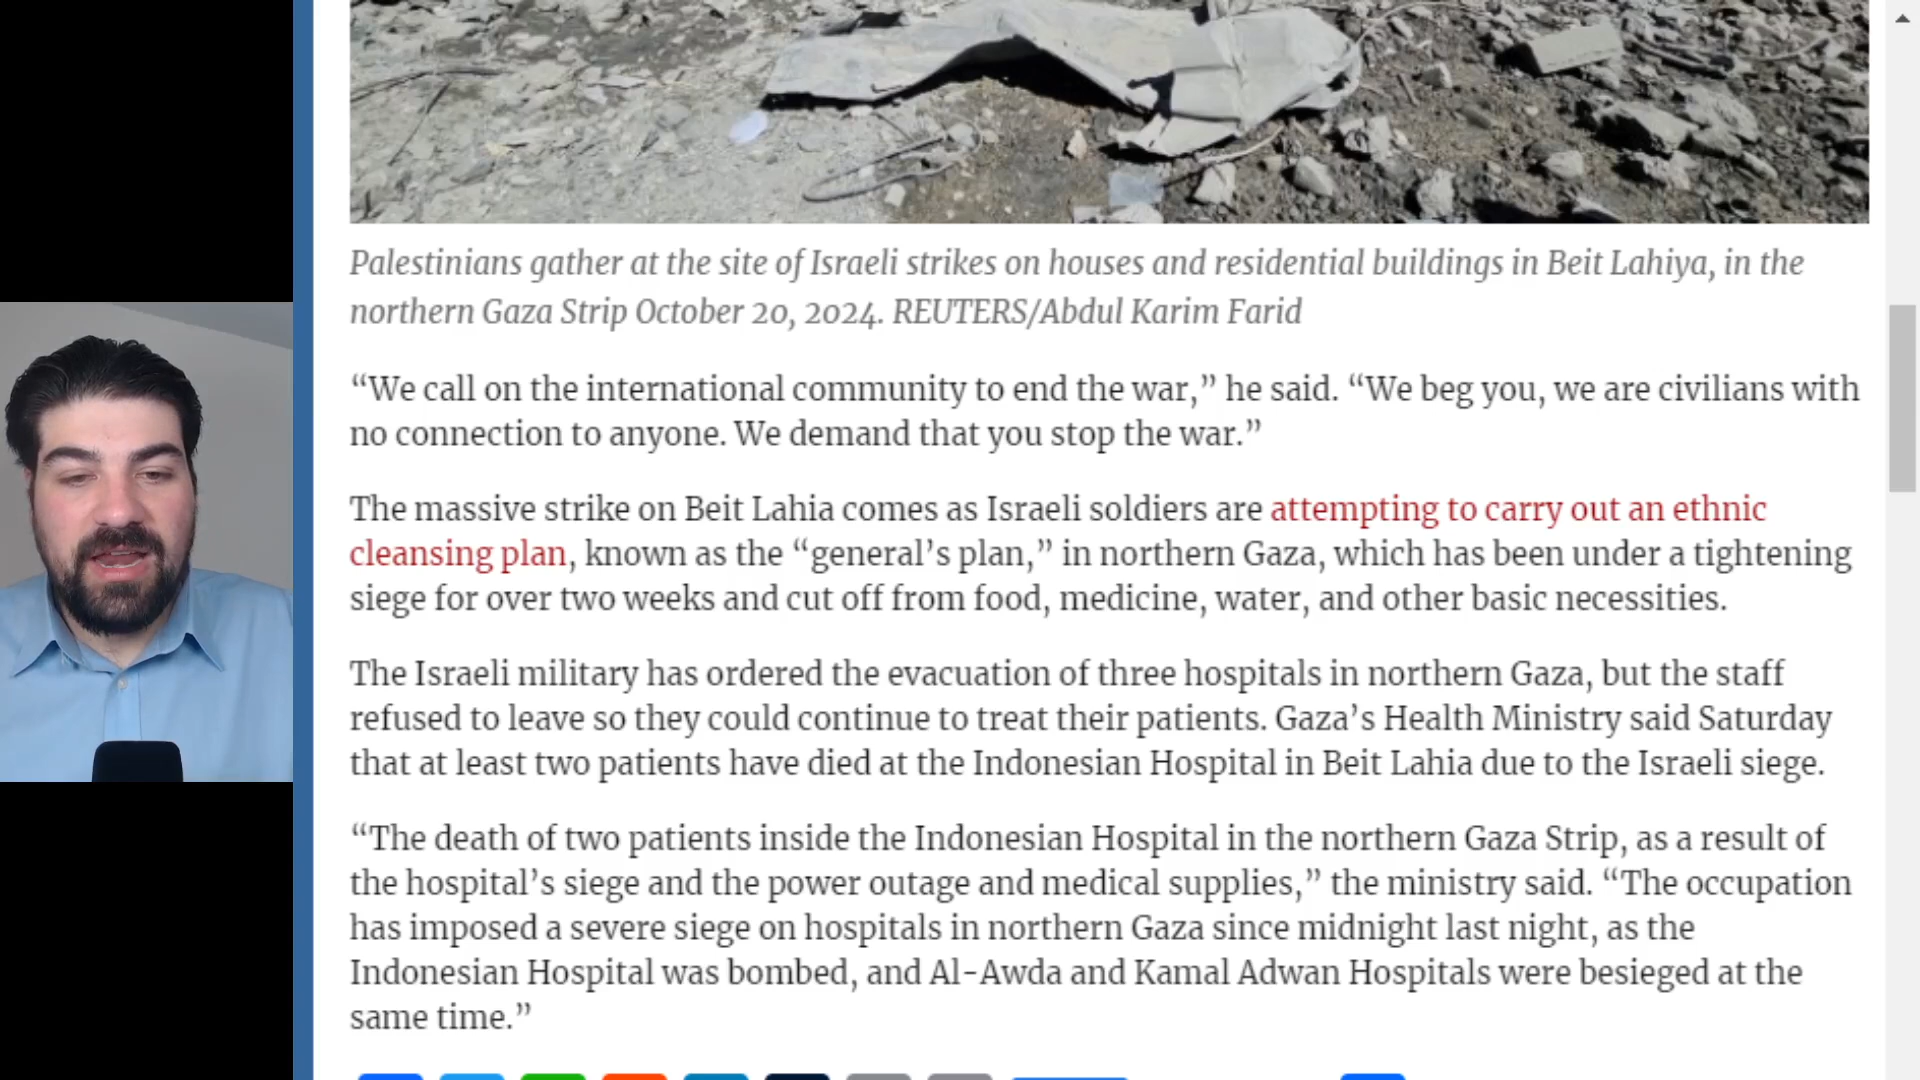 Palestinians gather at the site of Israeli strikes on houses and residential buildings in Beit Lahiya, in the
northern Gaza Strip October 20, 2024. REUTERS/Abdul Karim Farid
“We call on the international community to end the war,” he said. “We beg you, we are civilians with
no connection to anyone. We demand that you stop the war.”
The massive strike on Beit Lahia comes as Israeli soldiers are attempting to carry out an ethnic
cleansing plan, known as the “general’s plan,” in northern Gaza, which has been under a tightening
siege for over two weeks and cut off from food, medicine, water, and other basic necessities.
The Israeli military has ordered the evacuation of three hospitals in northern Gaza, but the staff
refused to leave so they could continue to treat their patients. Gaza’s Health Ministry said Saturday
that at least two patients have died at the Indonesian Hospital in Beit Lahia due to the Israeli siege.
“The death of two patients inside the Indonesian Hospital in the northern Gaza Strip, as a result of
the hospital’s siege and the power outage and medical supplies,” the ministry said. “The occupation
has imposed a severe siege on hospitals in northern Gaza since midnight last night, as the
Indonesian Hospital was bombed, and Al-Awda and Kamal Adwan Hospitals were besieged at the
same time.”